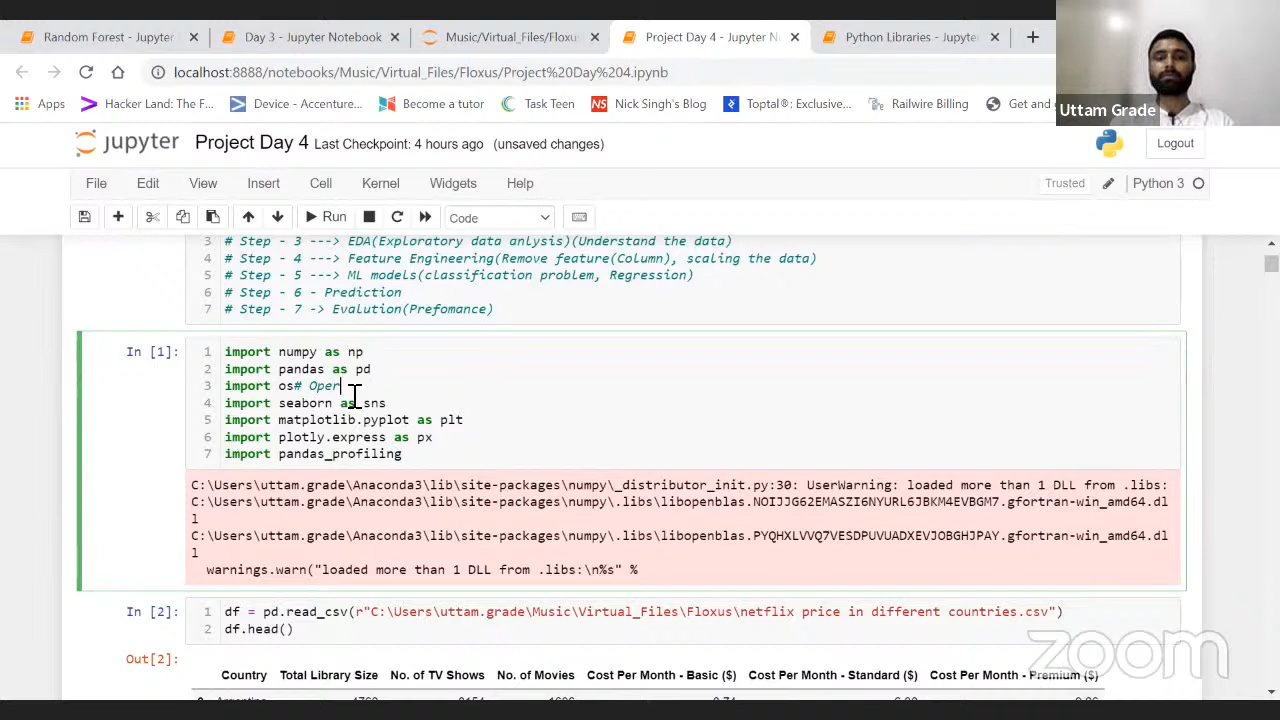 Random Forest - Jupyter
Day 3 - Jupyter Notebook
Music/Virtual_Files/Floxus
Project Day 4 - Jupyter N
Python Libraries - Jupyte
localhost:8888/notebooks/Music/Virtual_Files/Floxus/Project%20Day%204.ipynb
Uttam Grade
Apps
Hacker Land: The F...
Device - Accenture...
Become a tutor
Task Teen
NS Nick Singh's Blog
Toptal®: Exclusive...
Railwire Billing
Get and
jupyter Project Day 4 Last Checkpoint: 4 hours ago (unsaved changes)
Logout
File Edit View Insert Cell Kernel Widgets Help
Trusted Python 3
Run Code
3 # Step - 3 ---> EDA(Exploratory data anlysis)(Understand the data)
4 # Step - 4 ---> Feature Engineering(Remove feature(Column), scaling the data)
5 # Step - 5 ---> ML models(classification problem, Regression)
6 # Step - 6 - Prediction
7 # Step - 7 -> Evalution(Prefomance)
In [1]: 1 import numpy as np
2 import pandas as pd
3 import os# Oper
4 import seaborn as sns
5 import matplotlib.pyplot as plt
6 import plotly.express as px
7 import pandas_profiling
C:\Users\uttam.grade\Anaconda3\lib\site-packages\numpy\_distributor_init.py:30: UserWarning: loaded more than 1 DLL from .libs:
C:\Users\uttam.grade\Anaconda3\lib\site-packages\numpy\.libs\libopenblas.NOIJJG62EMASZI6NYURL6JBKM4EVBGM7.gfortran-win_amd64.dl
l
C:\Users\uttam.grade\Anaconda3\lib\site-packages\numpy\.libs\libopenblas.PYQHXLVVQ7VESDPUVUADXEVJOBGHJPAY.gfortran-win_amd64.dl
l
warnings.warn("loaded more than 1 DLL from .libs:\n%s" %
In [2]: 1 df = pd.read_csv(r"C:\Users\uttam.grade\Music\Virtual_Files\Floxus\netflix price in different countries.csv")
2 df.head()
zoom
Out[2]:
Country Total Library Size No. of TV Shows No. of Movies Cost Per Month - Basic ($) Cost Per Month - Standard ($) Cost Per Month - Premium ($)